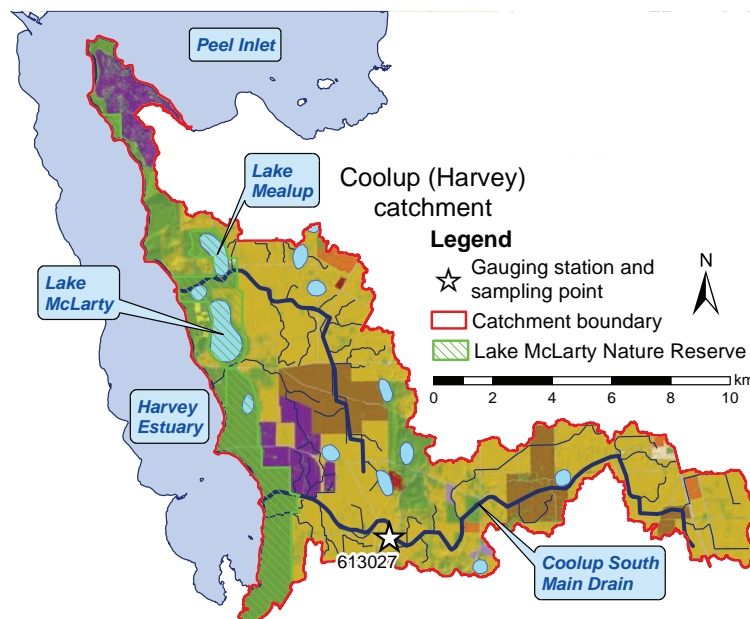 Peel Inlet
Lake
Mealup
Coolup (Harvey)
catchment
Legend
Gauging station and
sampling point
Catchment boundary
Lake McLarty Nature Reserve
N
km
0 2 4 6 8 10
Lake
McLarty
Harvey
Estuary
613027
Coolup South
Main Drain